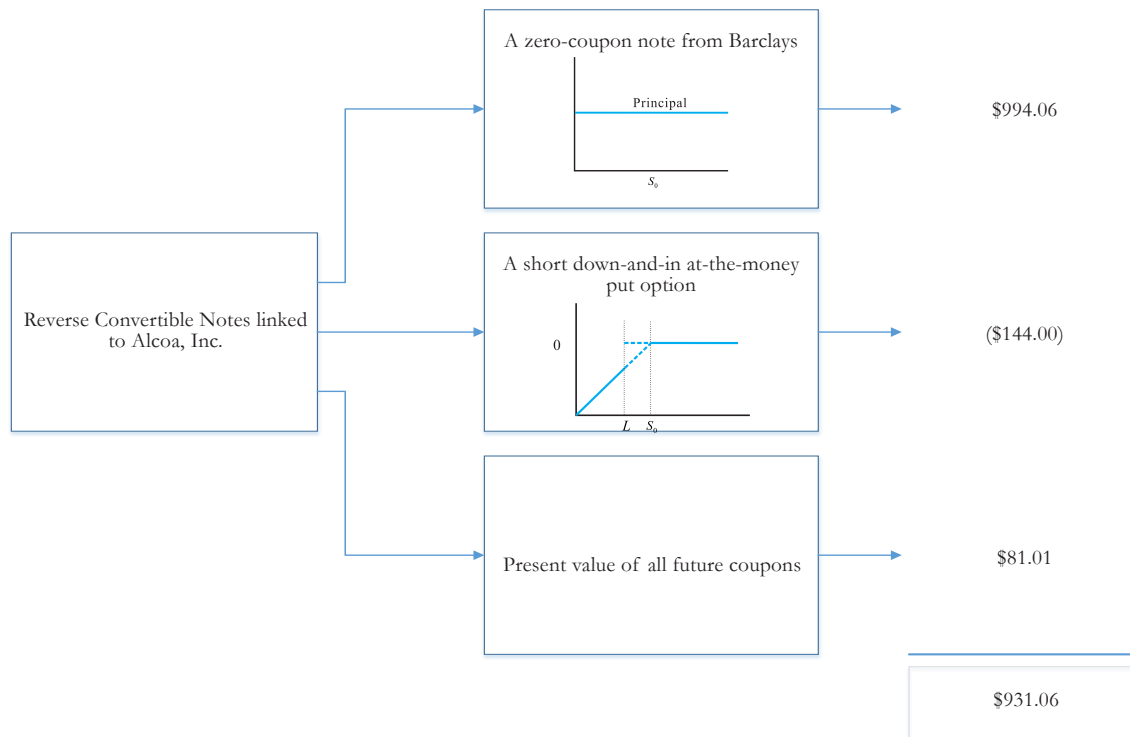 A zero-coupon note from Barclays
Principal
S₀
$994.06
Reverse Convertible Notes linked
to Alcoa, Inc.
A short down-and-in at-the-money
put option
0
L S₀
($144.00)
Present value of all future coupons
$81.01
$931.06